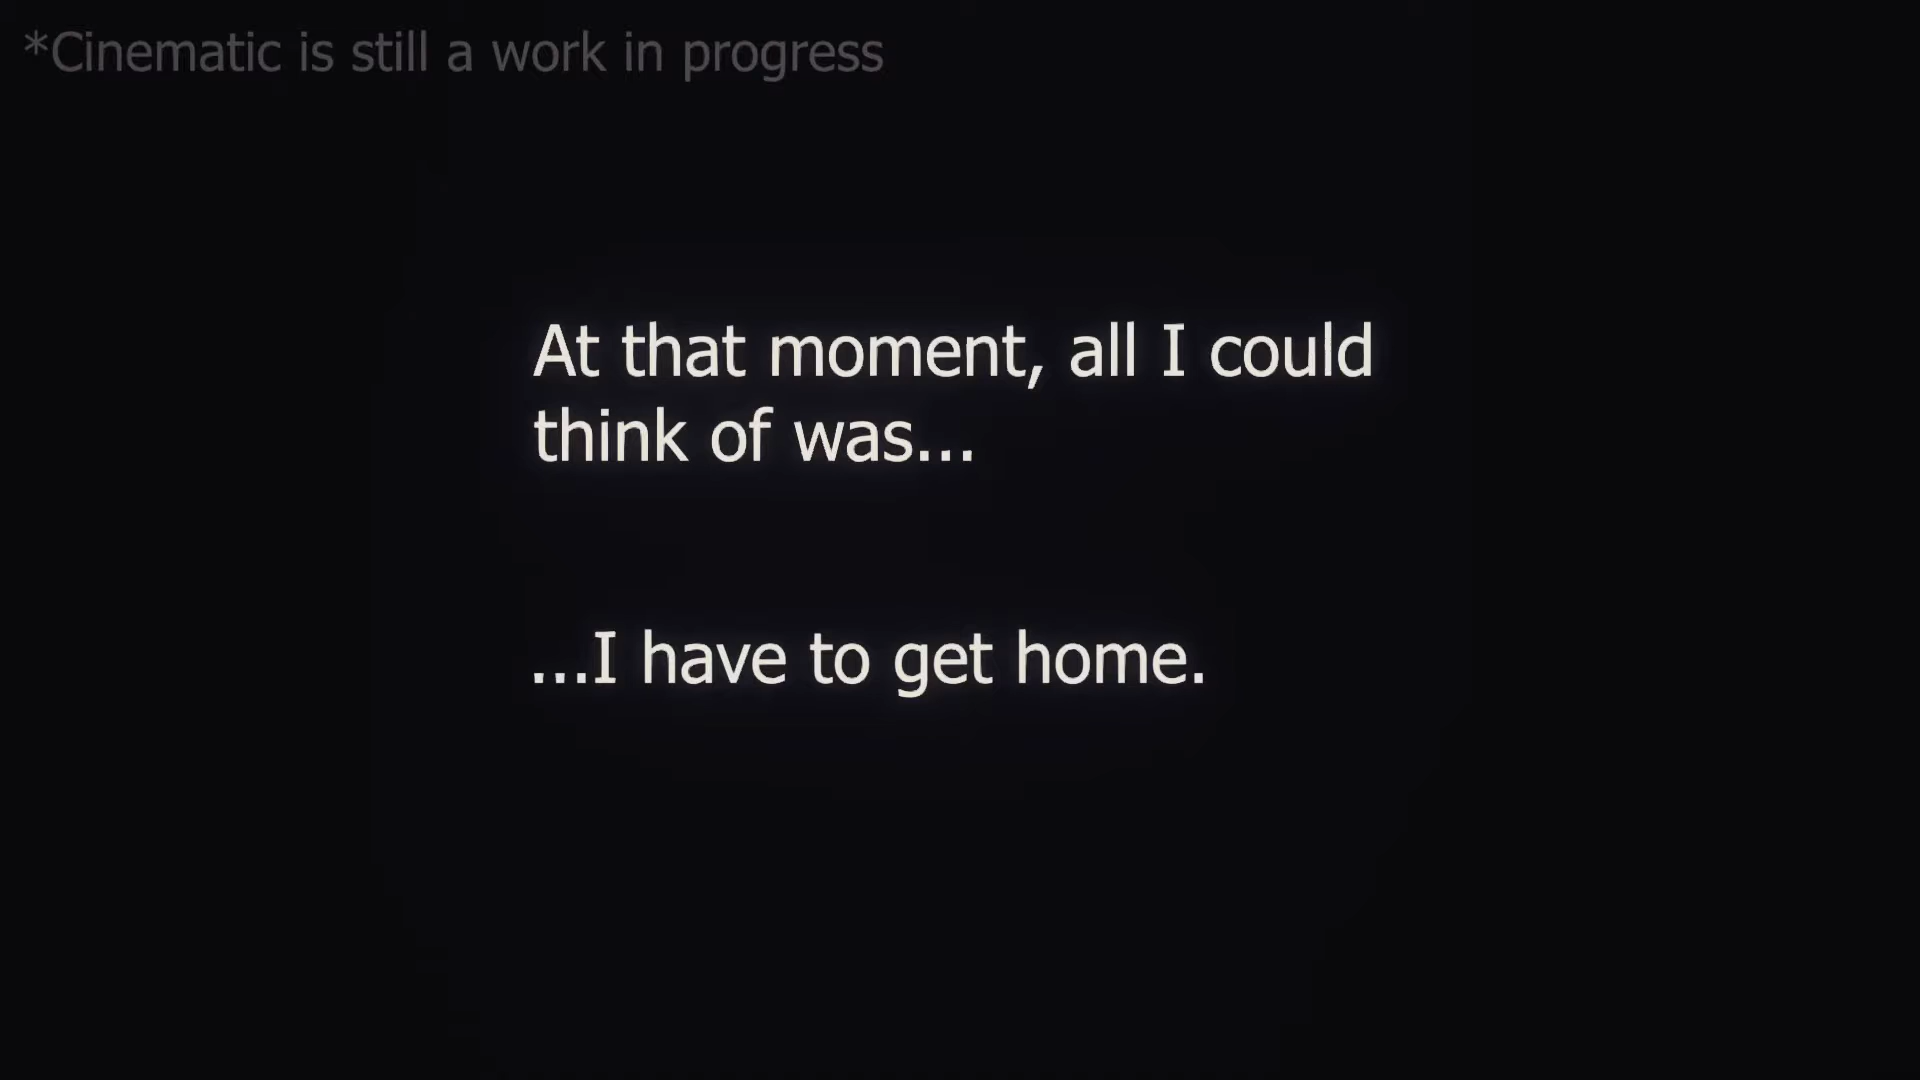 *Cinematic is still a work in progress
At that moment, all I could
think of was...
...I have to get home.